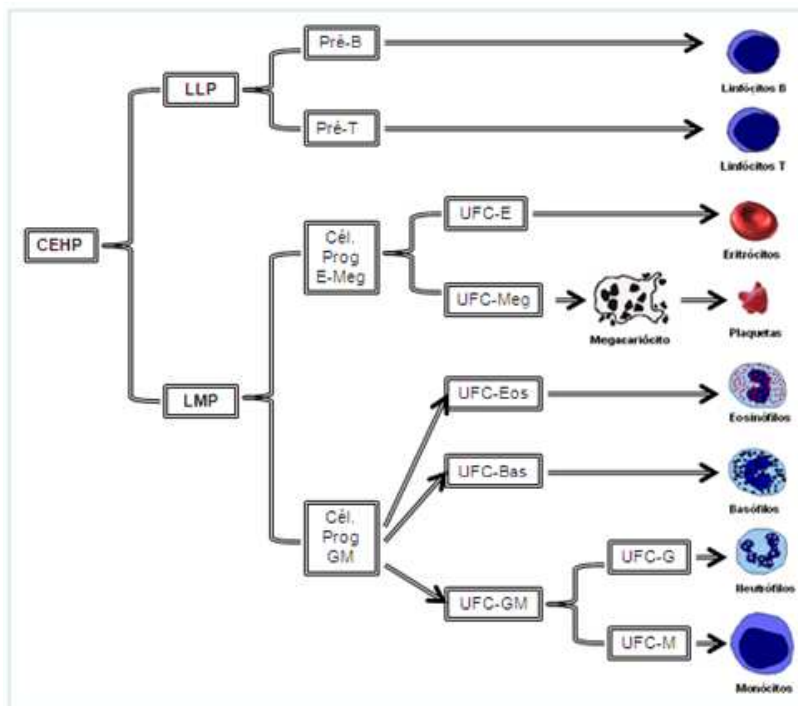 Pré-B
Linfócitos B
LLP
Pré-T
Linfócitos T
CEHP
Cél.
Prog
E-Meg
UFC-E
Eritrócitos
UFC-Meg
Megacariócito
Plaquetas
LMP
UFC-Eos
Eosinófilos
UFC-Bas
Basófilos
Cél.
Prog
GM
UFC-G
Neutrófilos
UFC-GM
UFC-M
Monócitos